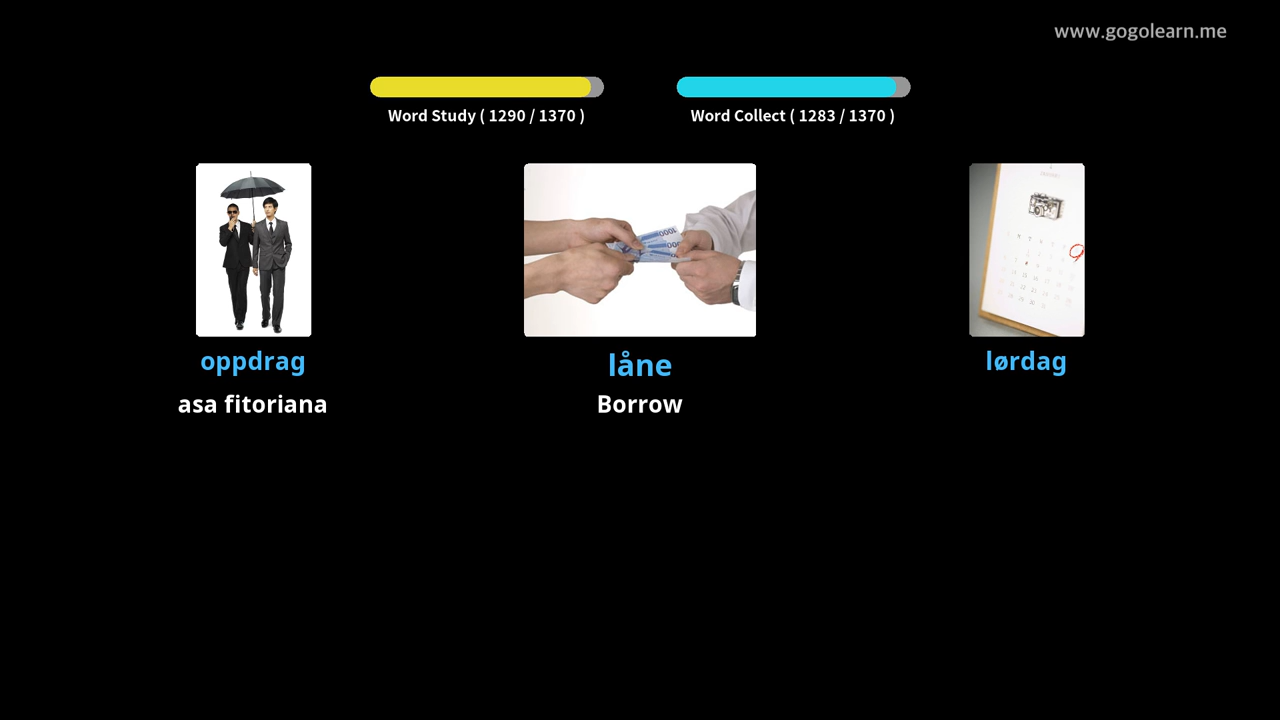 www.gogolearn.me
Word Study ( 1290 / 1370 )
Word Collect ( 1283 / 1370 )
oppdrag
låne
lørdag
asa fitoriana
Borrow